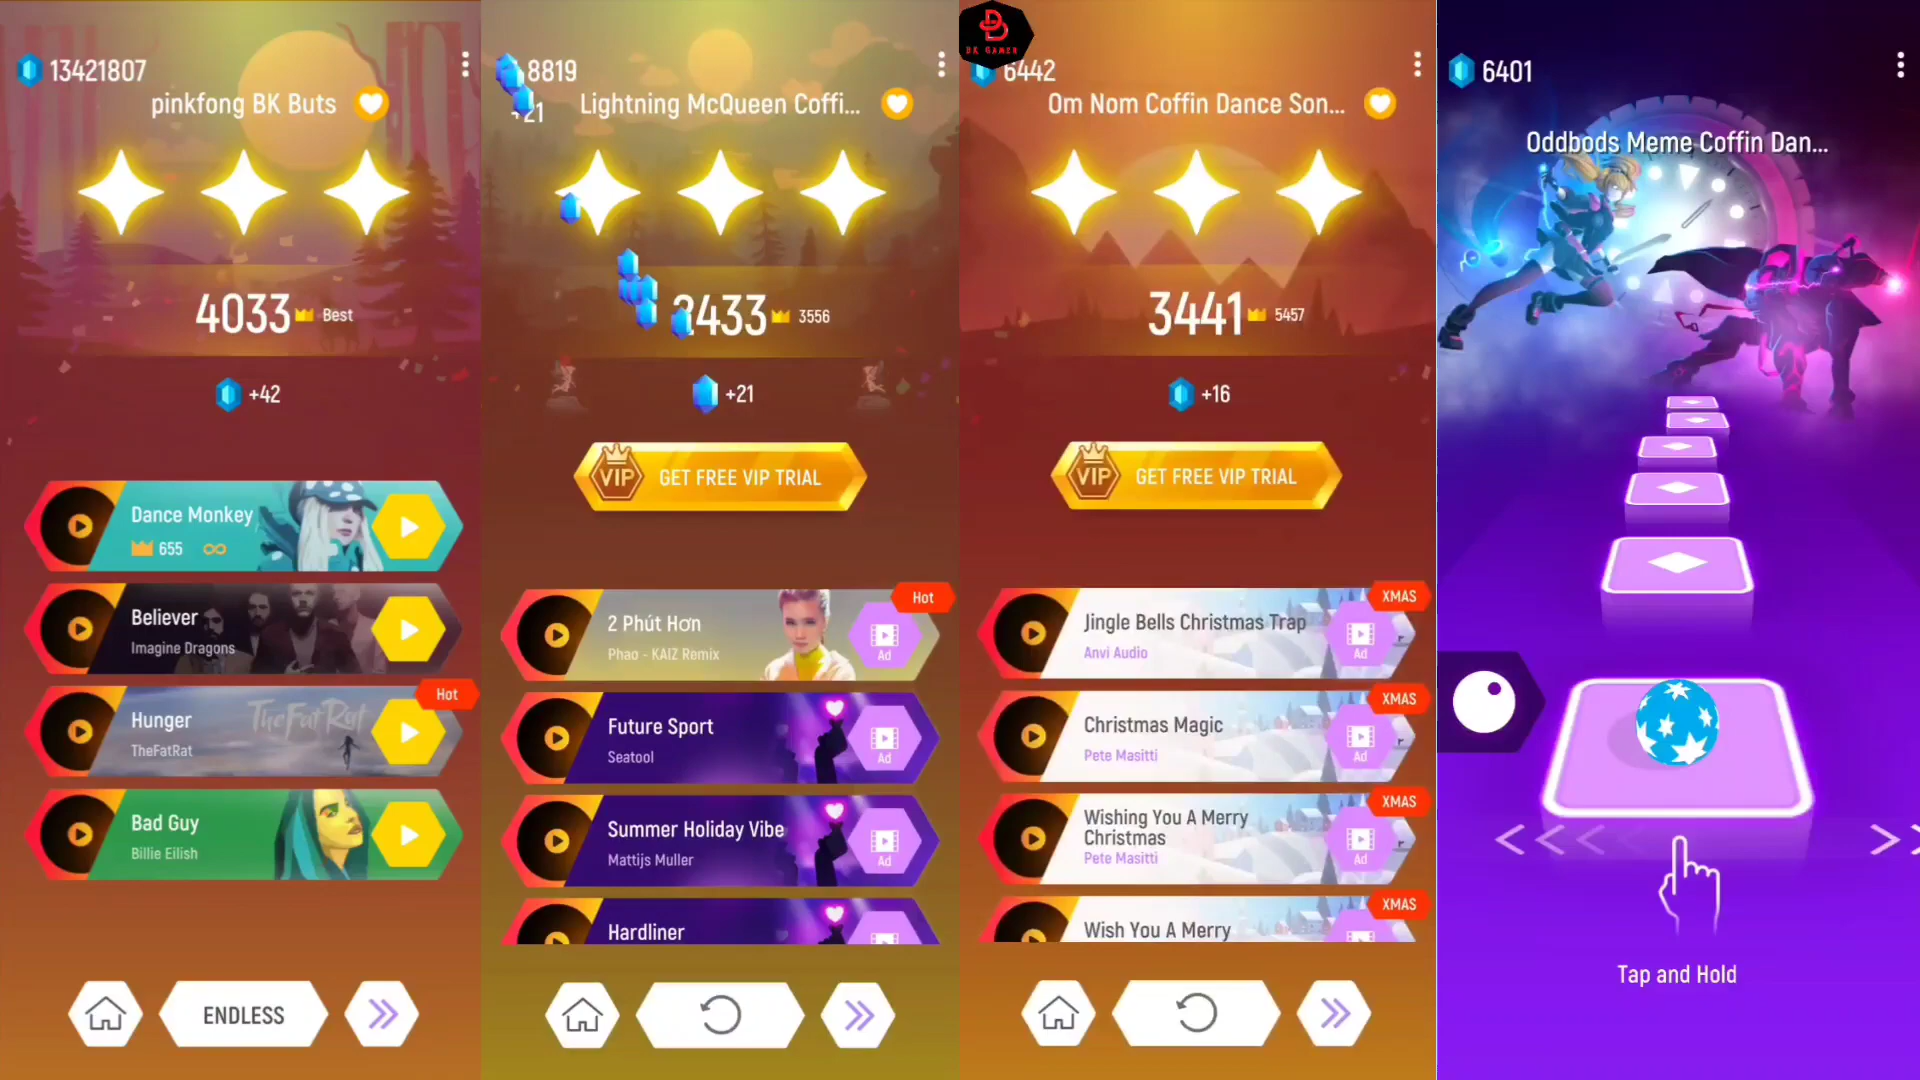 13421807
pinkfong BK Buts
4033 Best
+42
Dance Monkey
655
Believer
Imagine Dragons
Hot
Hunger
TheFatRat
TheFatRat
Bad Guy
Billie Eilish
ENDLESS
8819
+21
Lightning McQueen Coffi...
2433 3556
+21
VIP GET FREE VIP TRIAL
Hot
2 Phút Hơn
Phao - KAIZ Remix
Ad
Future Sport
Seatool
Ad
Summer Holiday Vibe
Mattijs Muller
Ad
Hardliner
BK GAMER
6442
Om Nom Coffin Dance Son...
3441 5457
+16
VIP GET FREE VIP TRIAL
XMAS
Jingle Bells Christmas Trap
Anvi Audio
Ad
XMAS
Christmas Magic
Pete Masitti
Ad
XMAS
Wishing You A Merry
Christmas
Pete Masitti
Ad
XMAS
Wish You A Merry
6401
Oddbods Meme Coffin Dan...
Tap and Hold